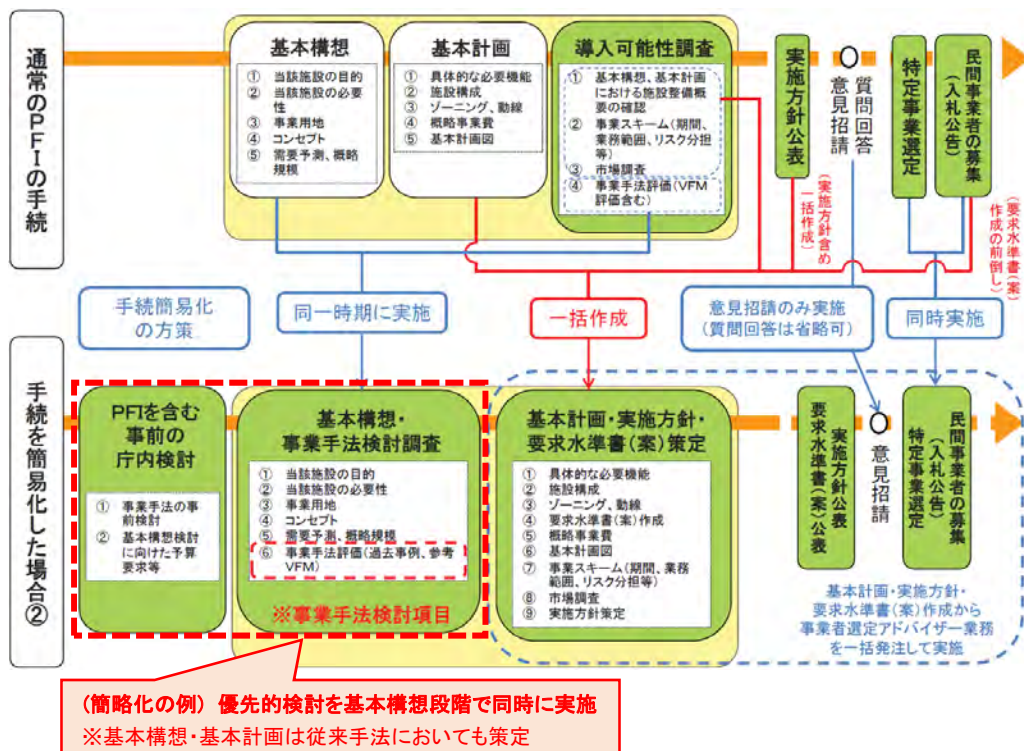 通常のPFIの手続
基本構想
① 当該施設の目的
② 当該施設の必要
性
③ 事業用地
④ コンセプト
⑤ 需要予測、概略
規模
基本計画
① 具体的な必要機能
② 施設構成
③ ゾーニング、動線
④ 概略事業費
⑤ 基本計画図
導入可能性調査
① 基本構想、基本計画
における施設整備概
要の確認
② 事業スキーム(期間、
業務範囲、リスク分担
等)
③ 市場調査
④ 事業手法評価(VFM
評価含む)
実施方針公表
(実施方針含め
一括作成)
質問回答
意見招請
特定事業選定
民間事業者の募集
(入札公告)
(要求水準書(案)
作成の前倒し)
手続簡易化
の方策
同一時期に実施
一括作成
意見招請のみ実施
(質問回答は省略可)
同時実施
手続を簡易化した場合②
PFIを含む
事前の
庁内検討
① 事業手法の事
前検討
② 基本構想検討
に向けた予算
要求等
基本構想・
事業手法検討調査
① 当該施設の目的
② 当該施設の必要性
③ 事業用地
④ コンセプト
⑤ 需要予測、概略規模
⑥ 事業手法評価(過去事例、参考
VFM)
※事業手法検討項目
基本計画・実施方針・
要求水準書(案)策定
① 具体的な必要機能
② 施設構成
③ ゾーニング、動線
④ 要求水準書(案)作成
⑤ 概略事業費
⑥ 基本計画図
⑦ 事業スキーム(期間、業務
範囲、リスク分担等)
⑧ 市場調査
⑨ 実施方針策定
実施方針公表
要求水準書(案)公表
意見招請
民間事業者の募集
(入札公告)
特定事業選定
基本計画・実施方針・
要求水準書(案)作成から
事業者選定アドバイザー業務
を一括発注して実施
(簡略化の例) 優先的検討を基本構想段階で同時に実施
※基本構想・基本計画は従来手法においても策定